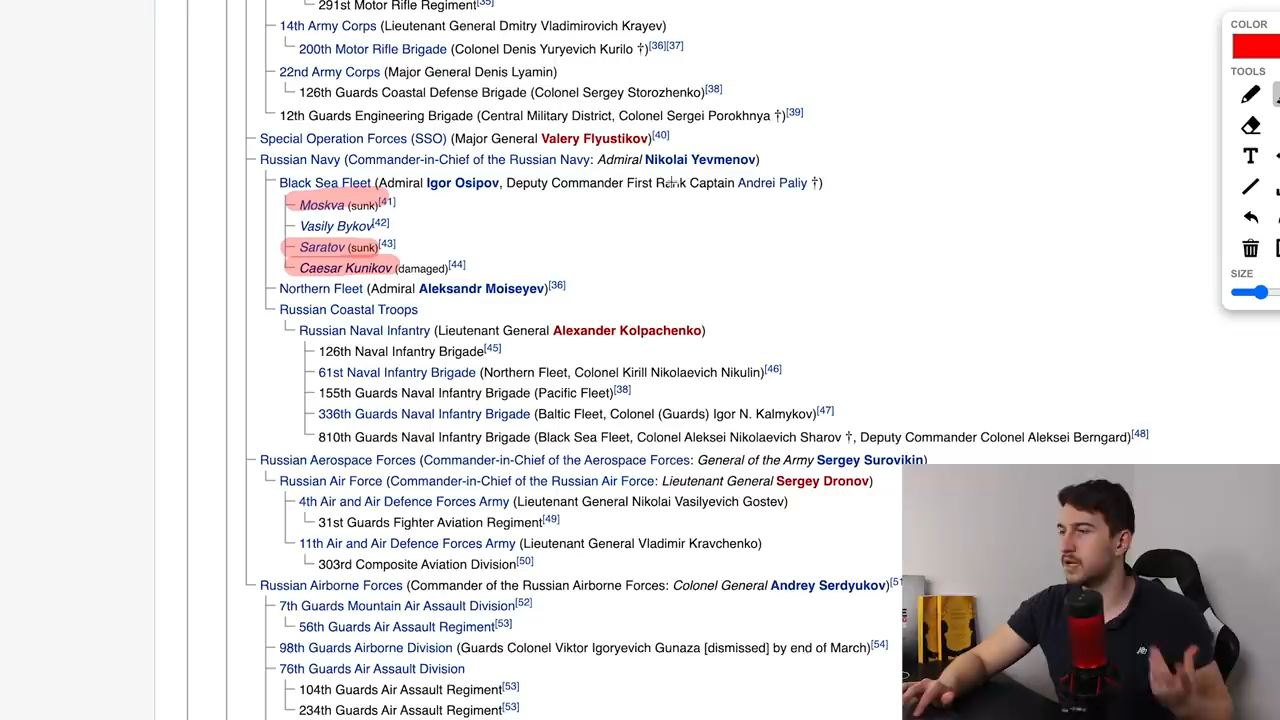 291st Motor Rifle Regiment[35]
14th Army Corps (Lieutenant General Dmitry Vladimirovich Krayev)
200th Motor Rifle Brigade (Colonel Denis Yuryevich Kurilo †)[36][37]
22nd Army Corps (Major General Denis Lyamin)
126th Guards Coastal Defense Brigade (Colonel Sergey Storozhenko)[38]
12th Guards Engineering Brigade (Central Military District, Colonel Sergei Porokhnya †)[39]
Special Operation Forces (SSO) (Major General Valery Flyustikov)[40]
Russian Navy (Commander-in-Chief of the Russian Navy: Admiral Nikolai Yevmenov)
Black Sea Fleet (Admiral Igor Osipov, Deputy Commander First Rank Captain Andrei Paliy †)
Moskva (sunk)[41]
Vasily Bykov[42]
Saratov (sunk)[43]
Caesar Kunikov (damaged)[44]
Northern Fleet (Admiral Aleksandr Moiseyev)[36]
Russian Coastal Troops
Russian Naval Infantry (Lieutenant General Alexander Kolpachenko)
126th Naval Infantry Brigade[45]
61st Naval Infantry Brigade (Northern Fleet, Colonel Kirill Nikolaevich Nikulin)[46]
155th Guards Naval Infantry Brigade (Pacific Fleet)[38]
336th Guards Naval Infantry Brigade (Baltic Fleet, Colonel (Guards) Igor N. Kalmykov)[47]
810th Guards Naval Infantry Brigade (Black Sea Fleet, Colonel Aleksei Nikolaevich Sharov †, Deputy Commander Colonel Aleksei Berngard)[48]
Russian Aerospace Forces (Commander-in-Chief of the Aerospace Forces: General of the Army Sergey Surovikin)
Russian Air Force (Commander-in-Chief of the Russian Air Force: Lieutenant General Sergey Dronov)
4th Air and Air Defence Forces Army (Lieutenant General Nikolai Vasilyevich Gostev)
31st Guards Fighter Aviation Regiment[49]
11th Air and Air Defence Forces Army (Lieutenant General Vladimir Kravchenko)
303rd Composite Aviation Division[50]
Russian Airborne Forces (Commander of the Russian Airborne Forces: Colonel General Andrey Serdyukov)[51
7th Guards Mountain Air Assault Division[52]
56th Guards Air Assault Regiment[53]
98th Guards Airborne Division (Guards Colonel Viktor Igoryevich Gunaza [dismissed] by end of March)[54]
76th Guards Air Assault Division
104th Guards Air Assault Regiment[53]
234th Guards Air Assault Regiment[53]
COLOR
TOOLS
T
SIZE